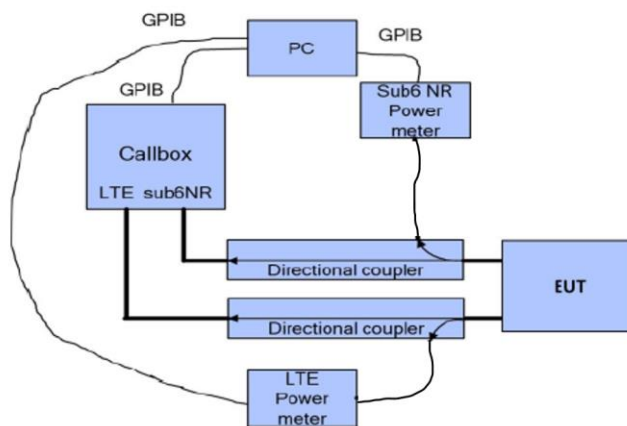 GPIB
PC
GPIB
GPIB
Sub6 NR
Power
meter
Callbox
LTE sub6NR
Directional coupler
EUT
Directional coupler
LTE
Power
meter